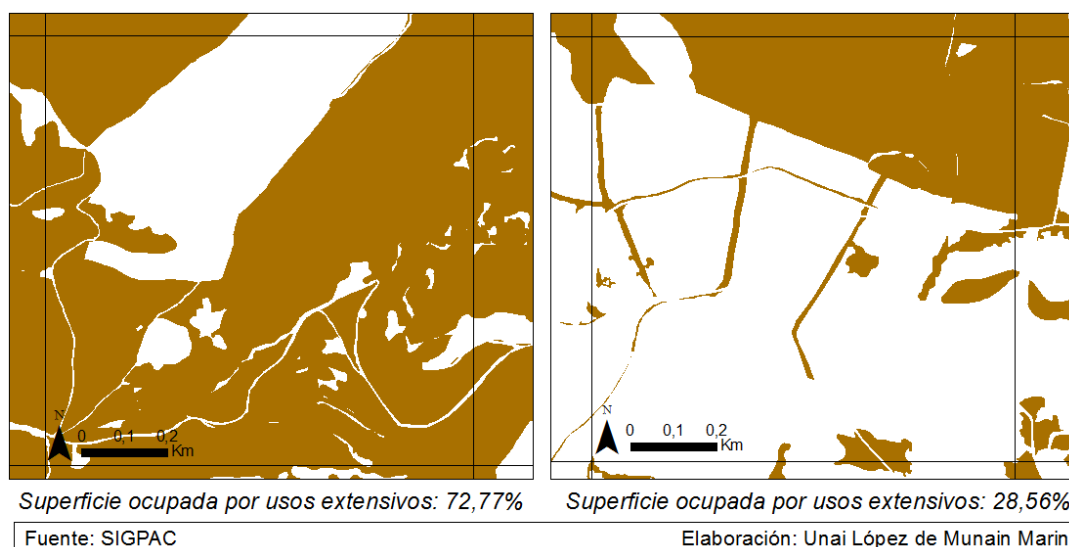 N
0 0,1 0,2
Km
N
0 0,1 0,2
Km
Superficie ocupada por usos extensivos: 72,77%
Superficie ocupada por usos extensivos: 28,56%
Fuente: SIGPAC
Elaboración: Unai López de Munain Marin